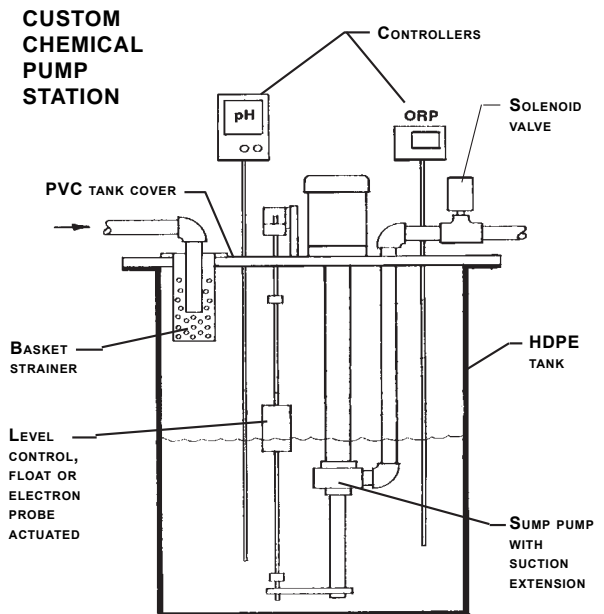 CUSTOM
CHEMICAL
PUMP
STATION
CONTROLLERS
pH
ORP
SOLENOID
VALVE
PVC TANK COVER
BASKET
STRAINER
HDPE
TANK
LEVEL
CONTROL,
FLOAT OR
ELECTRON
PROBE
ACTUATED
SUMP PUMP
WITH
SUCTION
EXTENSION